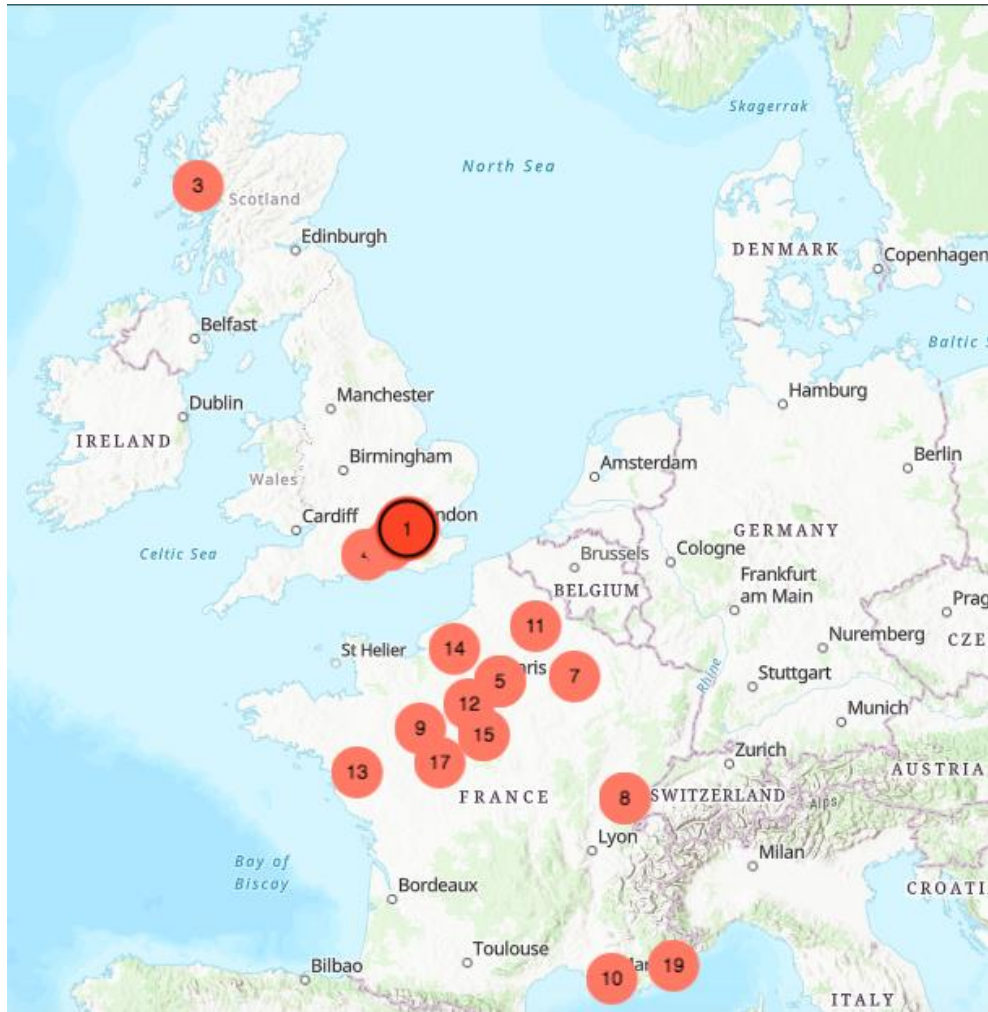 Skagerrak
North Sea
3
Scotland
Edinburgh
DENMARK
Copenhagen
Belfast
Baltic S
Hamburg
Manchester
Dublin
IRELAND
Birmingham
Amsterdam
Berlin
Wales
Cardiff
1
ndon
GERMANY
Celtic Sea
Brussels
Cologne
BELGIUM
Frankfurt
am Main
Prag
11
Nuremberg
CZE
14
St Helier
5
ris
7
Rhine
Stuttgart
12
Munich
9
15
Zurich
17
13
AUSTRIA
FRANCE
8
SWITZERLAND
Alps
Lyon
Milan
Bay of
Biscay
Bordeaux
CROATI
Toulouse
Bilbao
10
Mar
19
ITALY